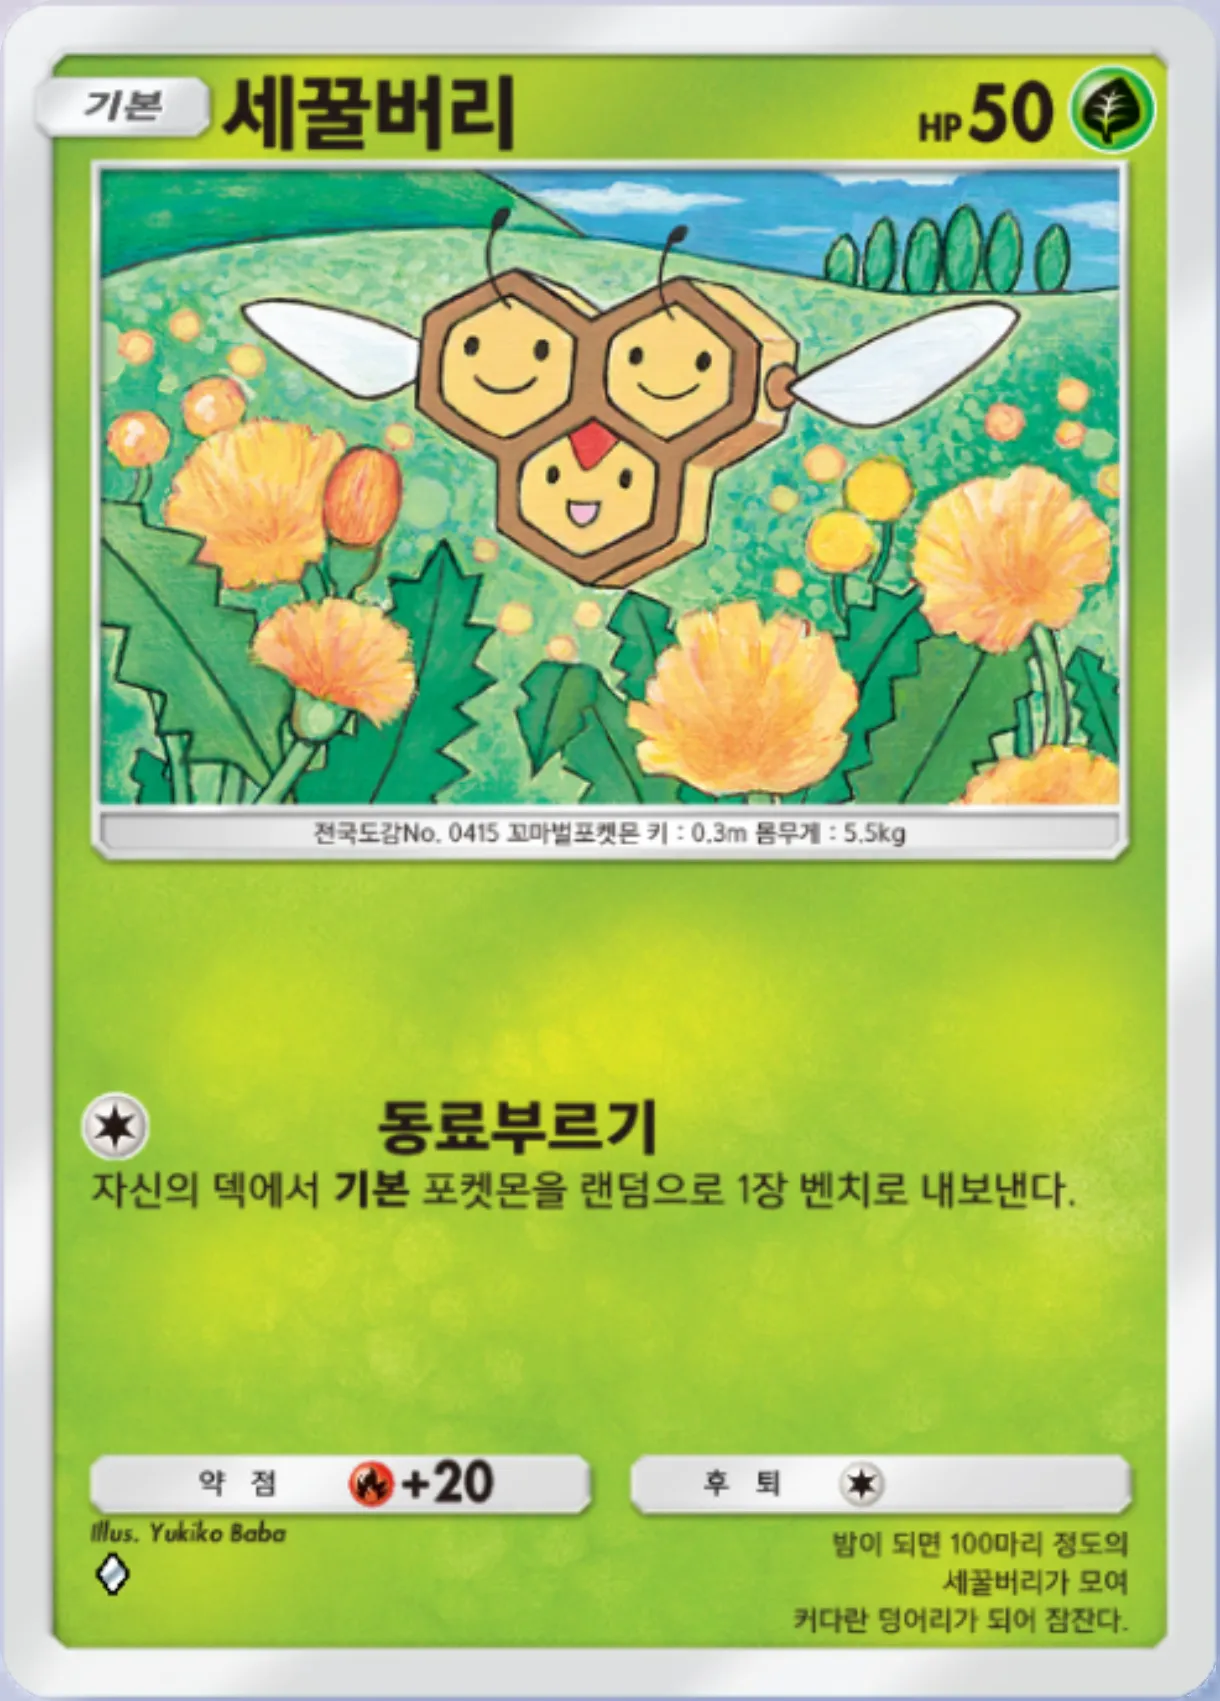 기본 세꿀버리 HP 50
전국도감No. 0415 꼬마벌포켓몬 키 : 0.3m 몸무게 : 5.5kg
동료부르기
자신의 덱에서 기본 포켓몬을 랜덤으로 1장 벤치로 내보낸다.
약 점 +20 후 퇴
Illus. Yukiko Baba
밤이 되면 100마리 정도의
세꿀버리가 모여
커다란 덩어리가 되어 잠잔다.